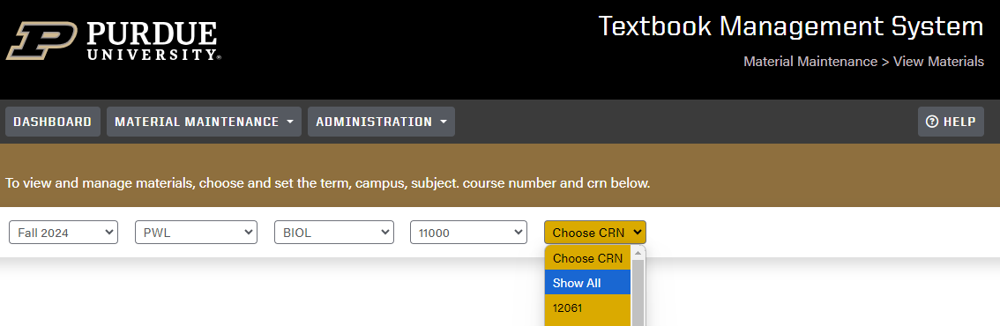 PURDUE
UNIVERSITY®
Textbook Management System
Material Maintenance > View Materials
DASHBOARD
MATERIAL MAINTENANCE
ADMINISTRATION
HELP
To view and manage materials, choose and set the term, campus, subject. course number and crn below.
Fall 2024
PWL
BIOL
11000
Choose CRN
Choose CRN
Show All
12061